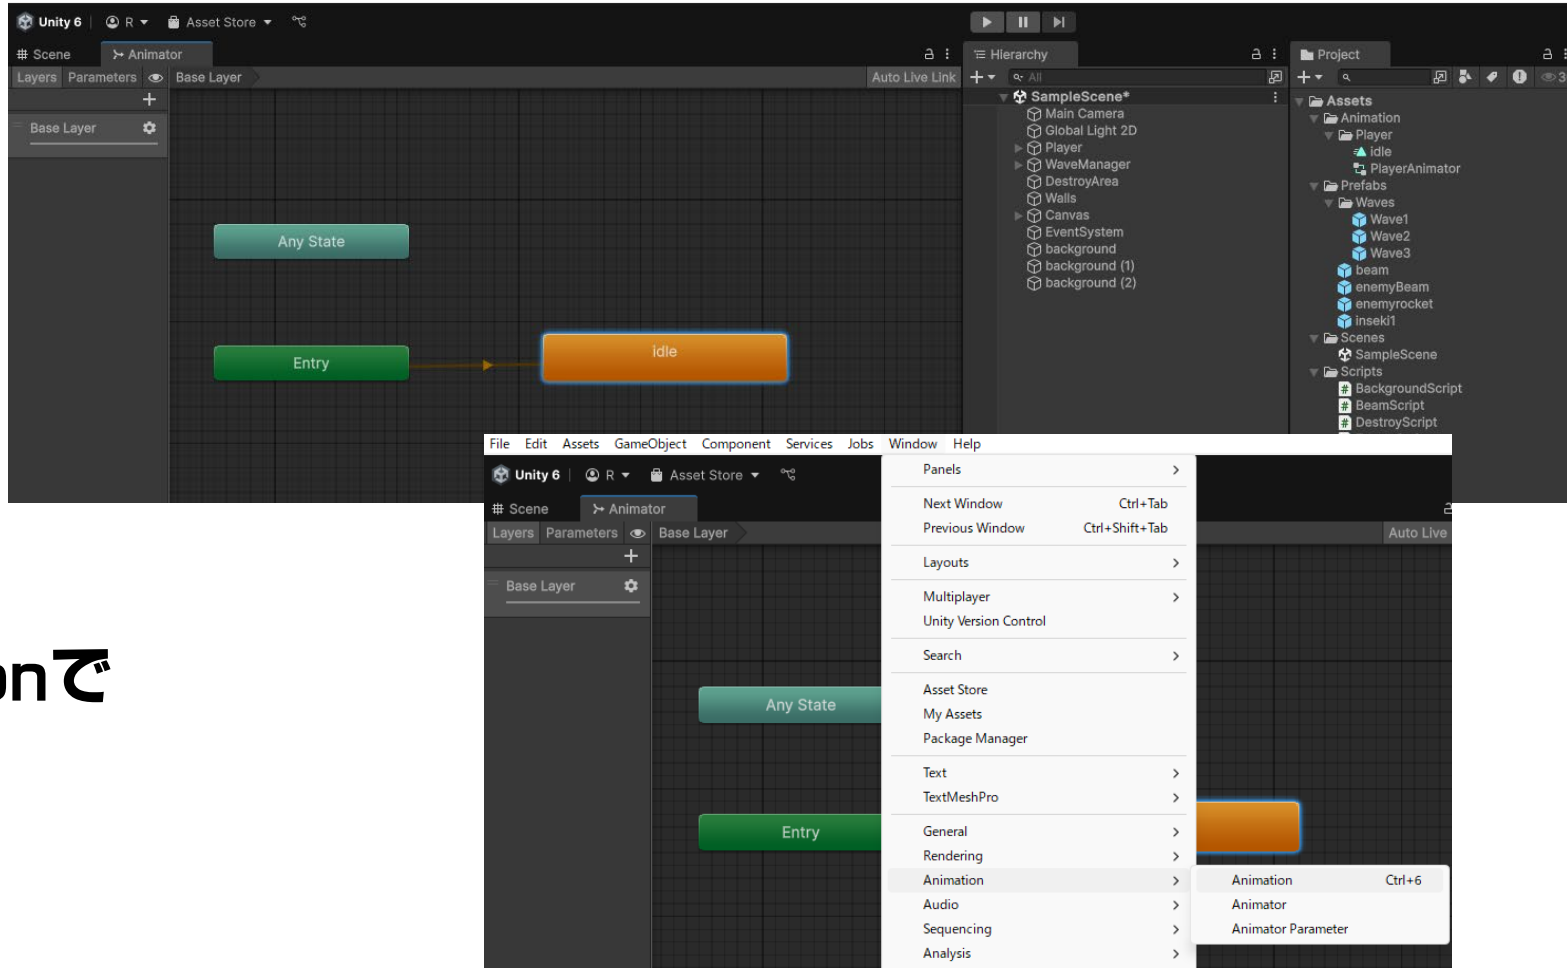 Unity 6 R Asset Store
# Scene Animator
Layers Parameters Base Layer Auto Live Link
Base Layer
Any State
Entry
idle
Hierarchy
All
SampleScene*
Main Camera
Global Light 2D
Player
WaveManager
DestroyArea
Walls
Canvas
EventSystem
background
background (1)
background (2)
Project
3
Assets
Animation
Player
idle
PlayerAnimator
Prefabs
Waves
Wave1
Wave2
Wave3
beam
enemyBeam
enemyrocket
inseki1
Scenes
SampleScene
Scripts
# BackgroundScript
# BeamScript
# DestroyScript
onで
File Edit Assets GameObject Component Services Jobs Window Help
Unity 6 R Asset Store
# Scene Animator
Layers Parameters Base Layer Auto Live
Base Layer
Any State
Entry
Panels
Next Window Ctrl+Tab
Previous Window Ctrl+Shift+Tab
Layouts
Multiplayer
Unity Version Control
Search
Asset Store
My Assets
Package Manager
Text
TextMeshPro
General
Rendering
Animation
Audio
Sequencing
Analysis
Animation Ctrl+6
Animator
Animator Parameter